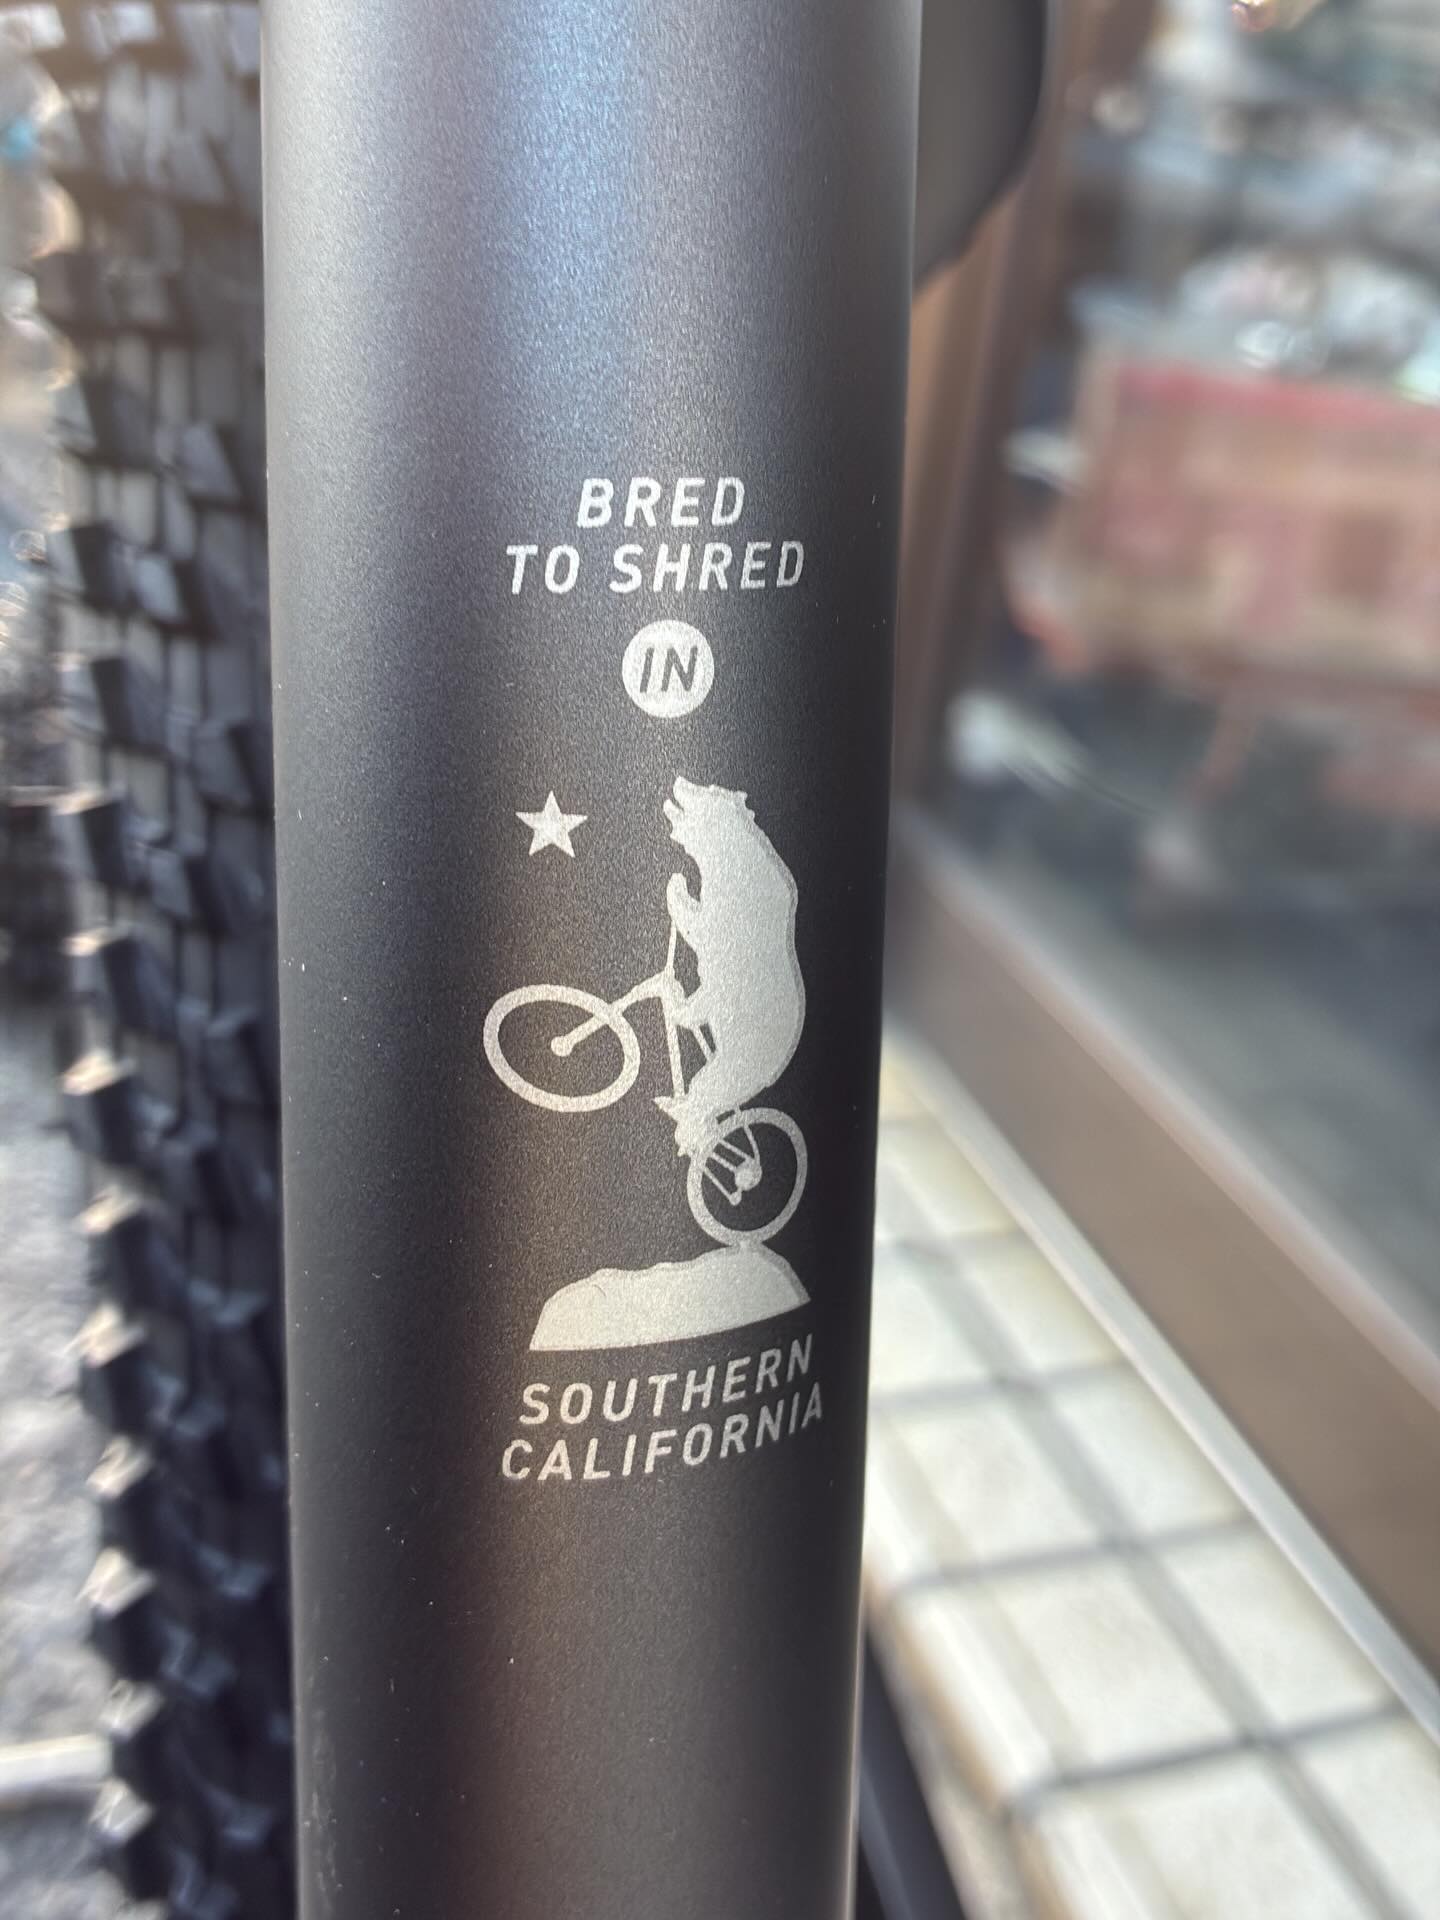 BRED
TO SHRED
IN
SOUTHERN
CALIFORNIA